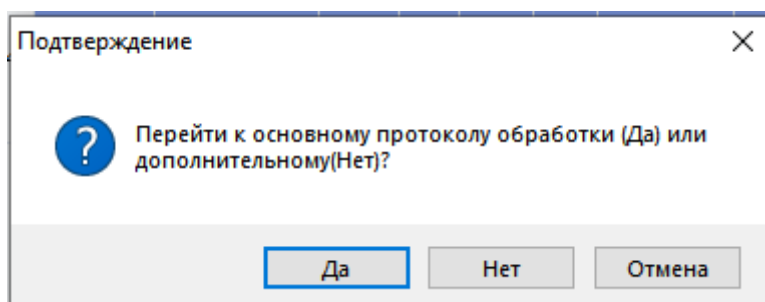 Подтверждение
Перейти к основному протоколу обработки (Да) или
дополнительному(Нет)?
Да
Нет
Отмена